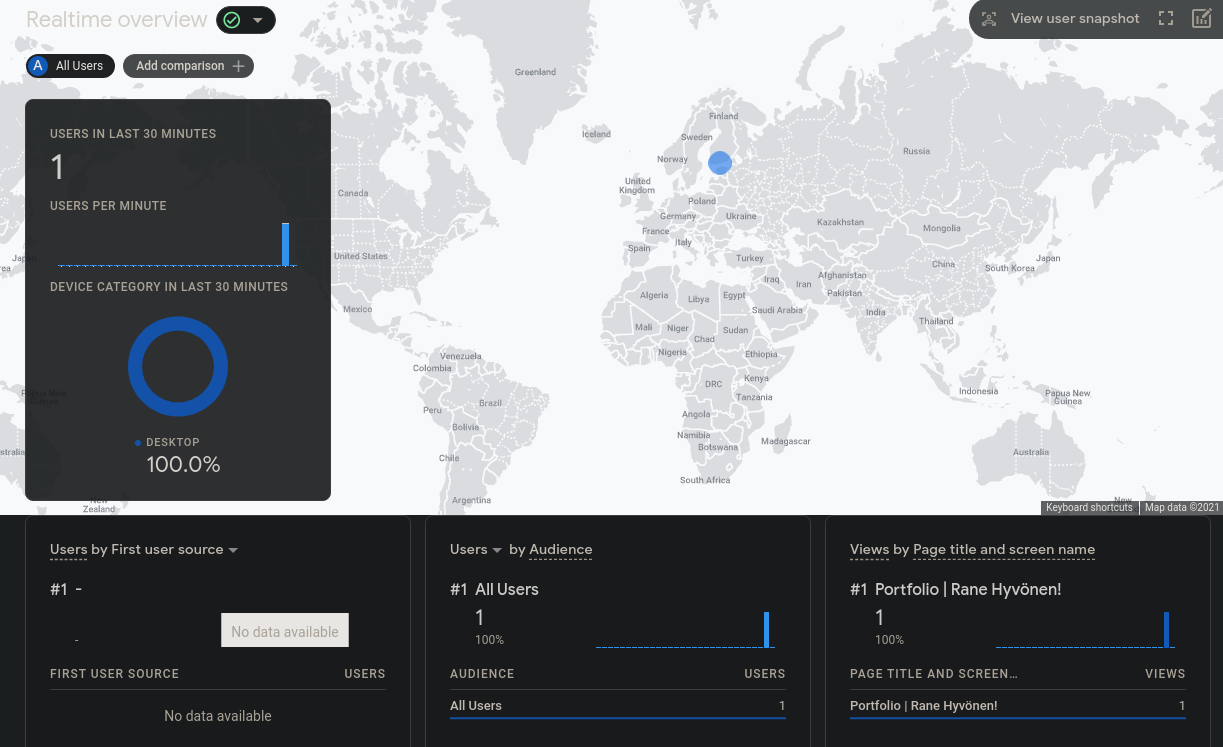 Realtime overview
View user snapshot
A All Users
Add comparison
USERS IN LAST 30 MINUTES
1
USERS PER MINUTE
DEVICE CATEGORY IN LAST 30 MINUTES
DESKTOP
100.0%
Greenland
Iceland
Finland
Sweden
Norway
Russia
United
Kingdom
Canada
Poland
Germany
Ukraine
Kazakhstan
Mongolia
France
Italy
Spain
Turkey
United States
China
Japan
South Korea
Iraq
Iran
Afghanistan
Pakistan
Algeria
Libya
Egypt
Saudi Arabia
India
Mexico
Mali
Niger
Sudan
Chad
Thailand
Nigeria
Ethiopia
Venezuela
Colombia
DRC
Kenya
Tanzania
Indonesia
Papua New
Guinea
Papua New
Guinea
Peru
Brazil
Angola
Bolivia
Namibia
Botswana
Madagascar
Chile
South Africa
Australia
Argentina
New
Zealand
New
Keyboard shortcuts
Map data ©2021
Users by First user source
#1 -
-
No data available
FIRST USER SOURCE USERS
No data available
Users by Audience
#1 All Users
1
100%
AUDIENCE USERS
All Users 1
Views by Page title and screen name
#1 Portfolio | Rane Hyvönen!
1
100%
PAGE TITLE AND SCREEN… VIEWS
Portfolio | Rane Hyvönen! 1